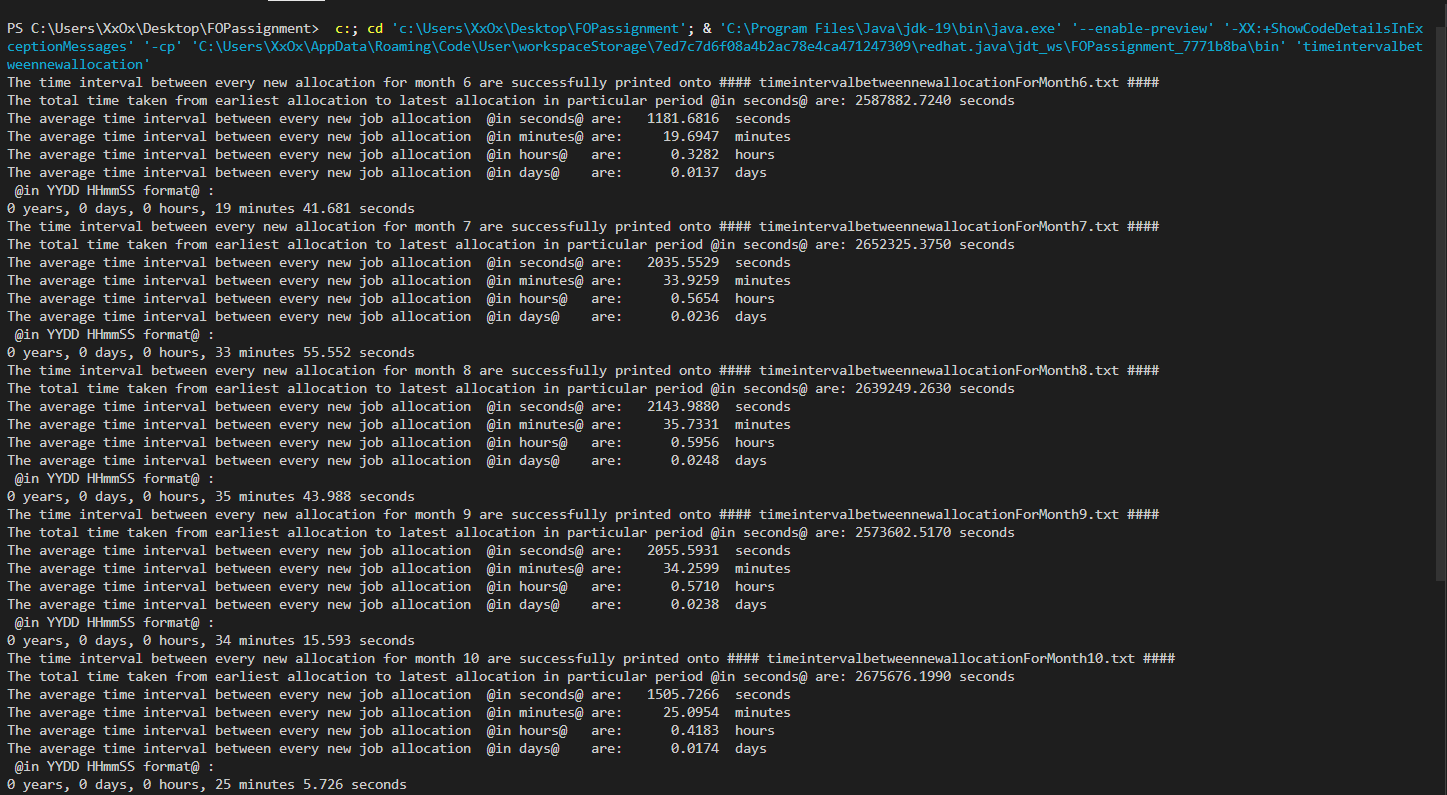 PS C:\Users\XxOx\Desktop\FOPassignment>  c:; cd 'c:\Users\XxOx\Desktop\FOPassignment'; & 'C:\Program Files\Java\jdk-19\bin\java.exe' '--enable-preview' '-XX:+ShowCodeDetailsInEx
ceptionMessages' '-cp' 'C:\Users\XxOx\AppData\Roaming\Code\User\workspaceStorage\7ed7c7d6f08a4b2ac78e4ca471247309\redhat.java\jdt_ws\FOPassignment_7771b8ba\bin' 'timeintervalbet
weennewallocation'
The time interval between every new allocation for month 6 are successfully printed onto #### timeintervalbetweennewallocationForMonth6.txt ####
The total time taken from earliest allocation to latest allocation in particular period @in seconds@ are: 2587882.7240 seconds
The average time interval between every new job allocation  @in seconds@ are:   1181.6816  seconds
The average time interval between every new job allocation  @in minutes@ are:     19.6947  minutes
The average time interval between every new job allocation  @in hours@   are:      0.3282  hours
The average time interval between every new job allocation  @in days@    are:      0.0137  days
 @in YYDD HHmmSS format@ :
0 years, 0 days, 0 hours, 19 minutes 41.681 seconds
The time interval between every new allocation for month 7 are successfully printed onto #### timeintervalbetweennewallocationForMonth7.txt ####
The total time taken from earliest allocation to latest allocation in particular period @in seconds@ are: 2652325.3750 seconds
The average time interval between every new job allocation  @in seconds@ are:   2035.5529  seconds
The average time interval between every new job allocation  @in minutes@ are:     33.9259  minutes
The average time interval between every new job allocation  @in hours@   are:      0.5654  hours
The average time interval between every new job allocation  @in days@    are:      0.0236  days
 @in YYDD HHmmSS format@ :
0 years, 0 days, 0 hours, 33 minutes 55.552 seconds
The time interval between every new allocation for month 8 are successfully printed onto #### timeintervalbetweennewallocationForMonth8.txt ####
The total time taken from earliest allocation to latest allocation in particular period @in seconds@ are: 2639249.2630 seconds
The average time interval between every new job allocation  @in seconds@ are:   2143.9880  seconds
The average time interval between every new job allocation  @in minutes@ are:     35.7331  minutes
The average time interval between every new job allocation  @in hours@   are:      0.5956  hours
The average time interval between every new job allocation  @in days@    are:      0.0248  days
 @in YYDD HHmmSS format@ :
0 years, 0 days, 0 hours, 35 minutes 43.988 seconds
The time interval between every new allocation for month 9 are successfully printed onto #### timeintervalbetweennewallocationForMonth9.txt ####
The total time taken from earliest allocation to latest allocation in particular period @in seconds@ are: 2573602.5170 seconds
The average time interval between every new job allocation  @in seconds@ are:   2055.5931  seconds
The average time interval between every new job allocation  @in minutes@ are:     34.2599  minutes
The average time interval between every new job allocation  @in hours@   are:      0.5710  hours
The average time interval between every new job allocation  @in days@    are:      0.0238  days
 @in YYDD HHmmSS format@ :
0 years, 0 days, 0 hours, 34 minutes 15.593 seconds
The time interval between every new allocation for month 10 are successfully printed onto #### timeintervalbetweennewallocationForMonth10.txt ####
The total time taken from earliest allocation to latest allocation in particular period @in seconds@ are: 2675676.1990 seconds
The average time interval between every new job allocation  @in seconds@ are:   1505.7266  seconds
The average time interval between every new job allocation  @in minutes@ are:     25.0954  minutes
The average time interval between every new job allocation  @in hours@   are:      0.4183  hours
The average time interval between every new job allocation  @in days@    are:      0.0174  days
 @in YYDD HHmmSS format@ :
0 years, 0 days, 0 hours, 25 minutes 5.726 seconds